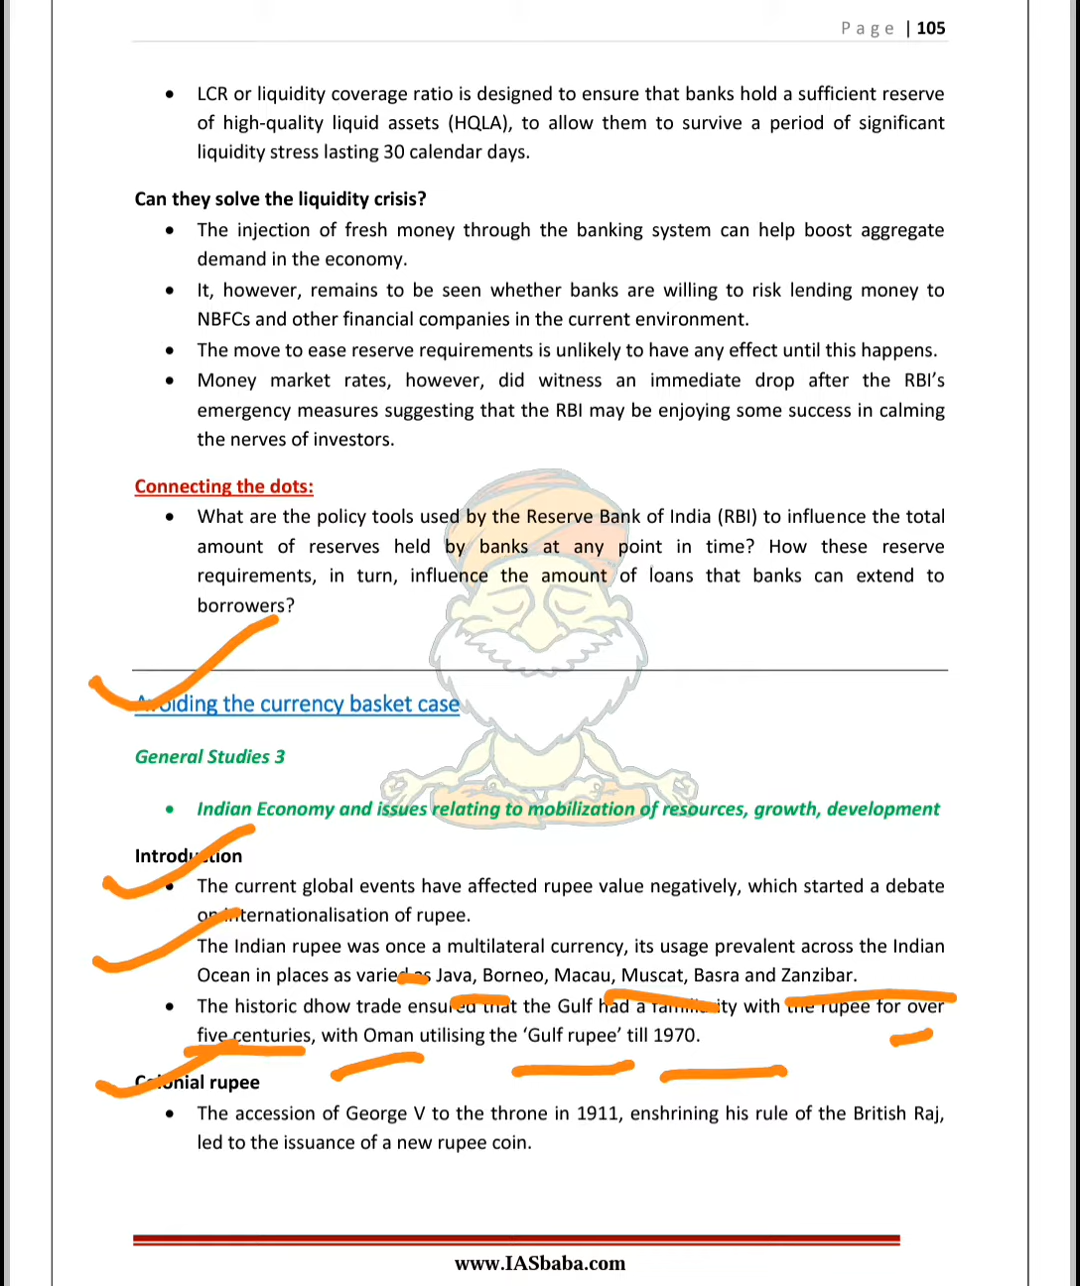 Page | 105
• LCR or liquidity coverage ratio is designed to ensure that banks hold a sufficient reserve
of high-quality liquid assets (HQLA), to allow them to survive a period of significant
liquidity stress lasting 30 calendar days.
Can they solve the liquidity crisis?
• The injection of fresh money through the banking system can help boost aggregate
demand in the economy.
• It, however, remains to be seen whether banks are willing to risk lending money to
NBFCs and other financial companies in the current environment.
• The move to ease reserve requirements is unlikely to have any effect until this happens.
• Money market rates, however, did witness an immediate drop after the RBI's
emergency measures suggesting that the RBI may be enjoying some success in calming
the nerves of investors.
Connecting the dots:
• What are the policy tools used by the Reserve Bank of India (RBI) to influence the total
amount of reserves held by banks at any point in time? How these reserve
requirements, in turn, influence the amount of loans that banks can extend to
borrowers?
Avoiding the currency basket case
General Studies 3
• Indian Economy and issues relating to mobilization of resources, growth, development
Introduction
• The current global events have affected rupee value negatively, which started a debate
on internationalisation of rupee.
The Indian rupee was once a multilateral currency, its usage prevalent across the Indian
Ocean in places as varied as Java, Borneo, Macau, Muscat, Basra and Zanzibar.
• The historic dhow trade ensured that the Gulf had a familiarity with the rupee for over
five centuries, with Oman utilising the 'Gulf rupee' till 1970.
Colonial rupee
• The accession of George V to the throne in 1911, enshrining his rule of the British Raj,
led to the issuance of a new rupee coin.
www.IASbaba.com